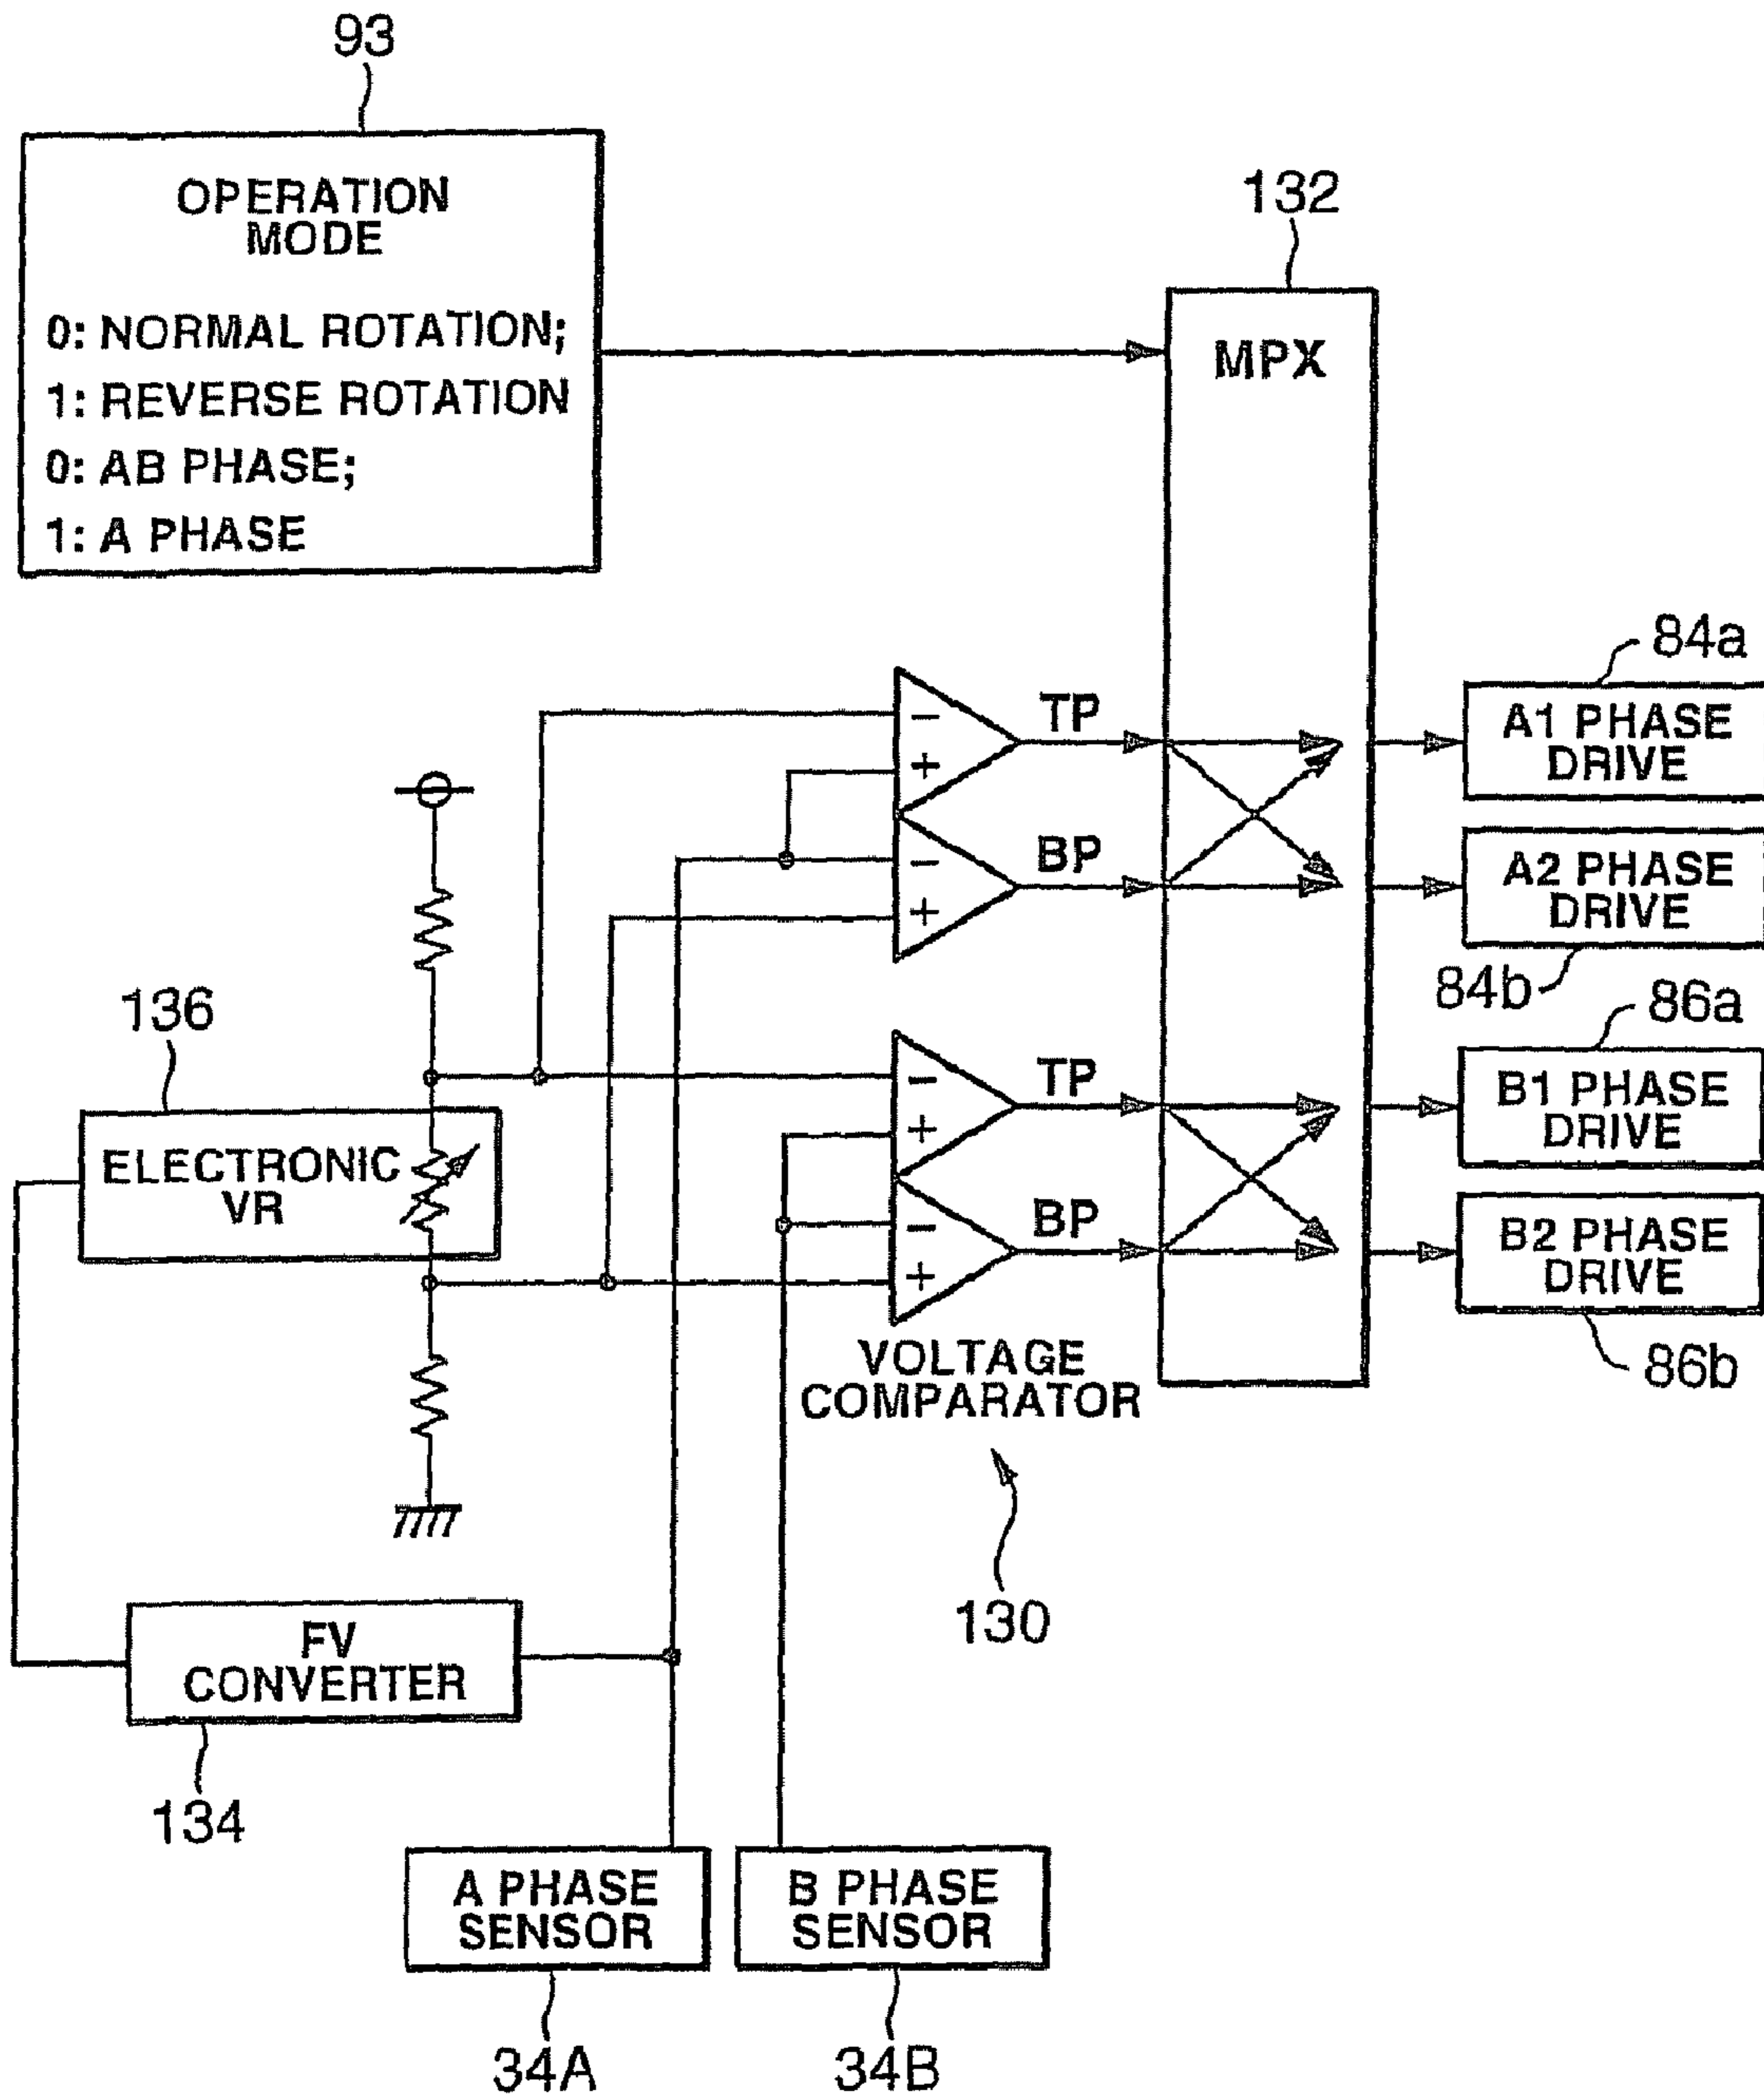 93
OPERATION
MODE
0: NORMAL ROTATION;
1: REVERSE ROTATION
0: AB PHASE;
1: A PHASE
132
MPX
84a
A1 PHASE
DRIVE
A2 PHASE
DRIVE
84b
86a
B1 PHASE
DRIVE
B2 PHASE
DRIVE
86b
−
TP
+
−
BP
+
−
TP
+
−
BP
+
VOLTAGE
COMPARATOR
130
136
ELECTRONIC
VR
FV
CONVERTER
134
A PHASE
SENSOR
34A
B PHASE
SENSOR
34B